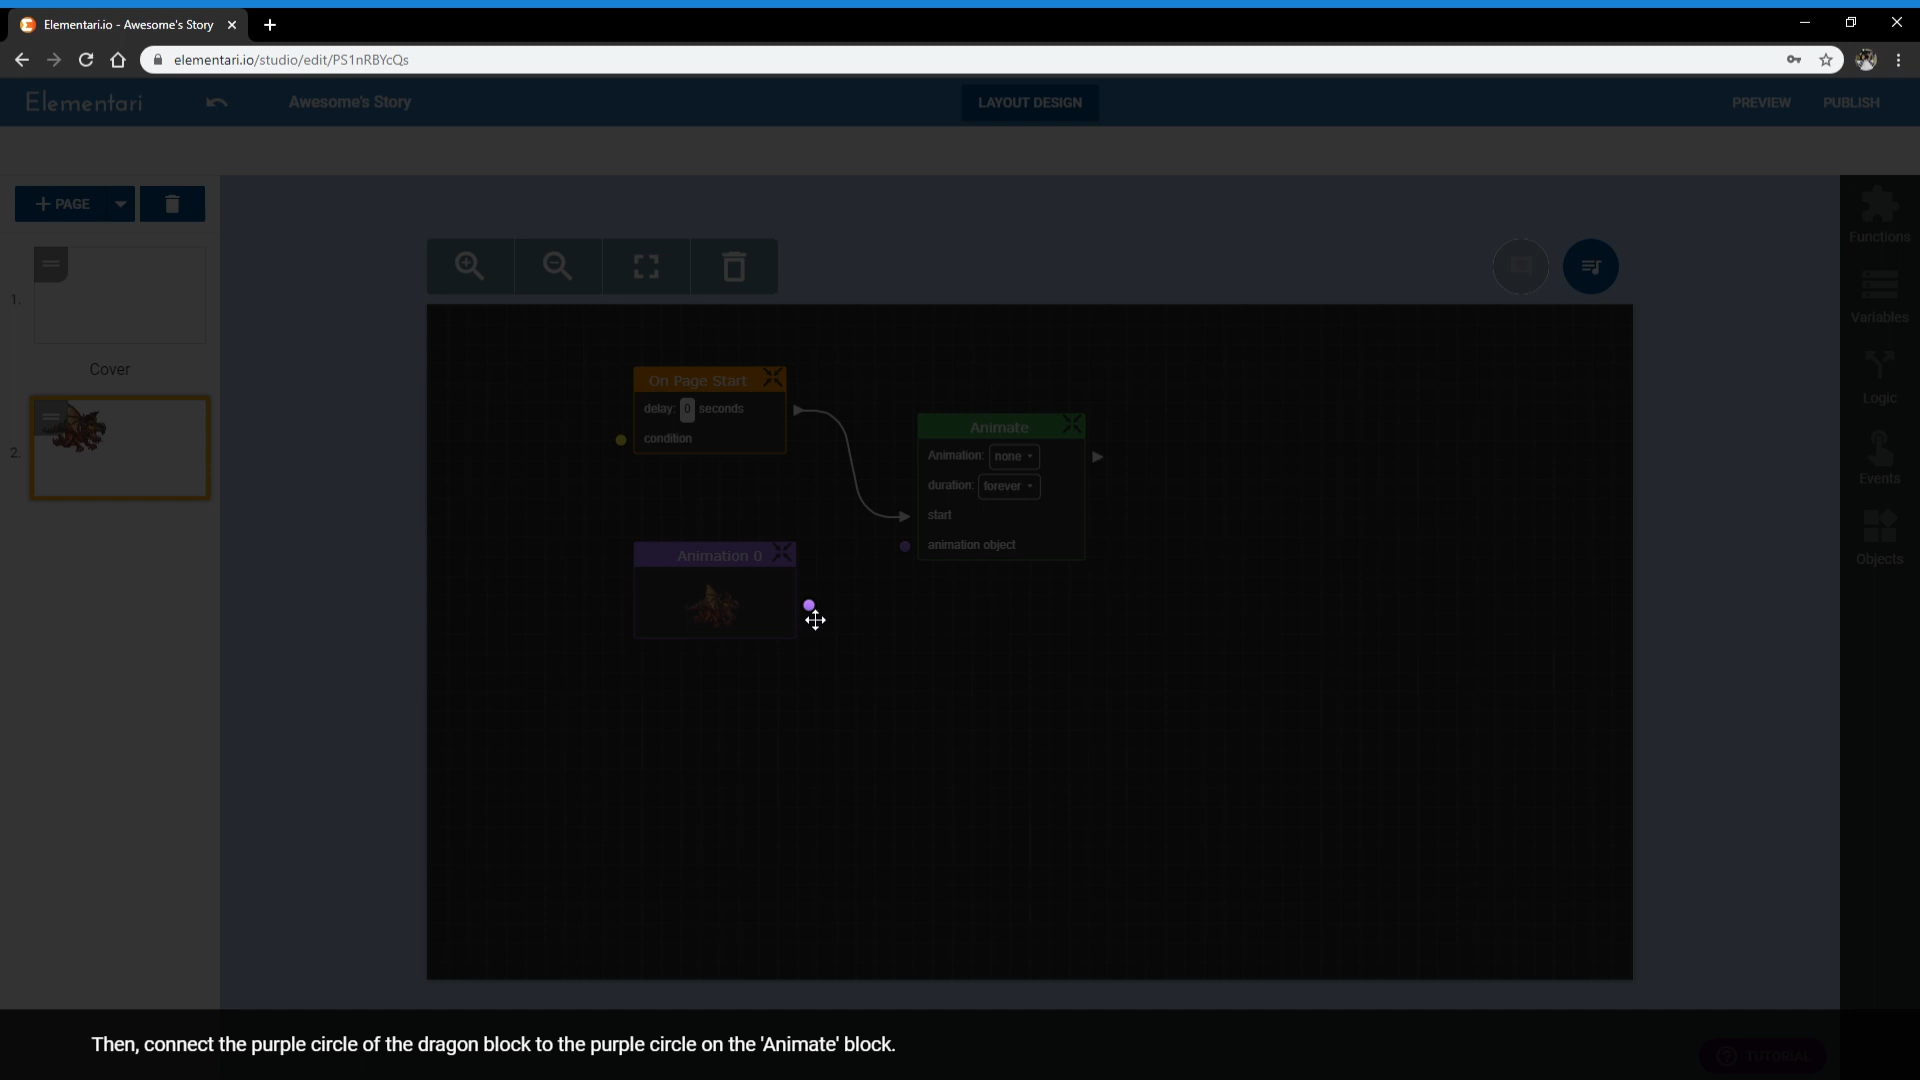 Elementari.io - Awesome's Story
elementari.io/studio/edit/PS1nRBYcQs
Elementari
Awesome's Story
LAYOUT DESIGN
PREVIEW
PUBLISH
+ PAGE
1.
Cover
2.
On Page Start
delay: 0 seconds
condition
Animate
Animation: none
duration: forever
start
animation object
Animation 0
Functions
Variables
Logic
Events
Objects
Then, connect the purple circle of the dragon block to the purple circle on the 'Animate' block.
? TUTORIAL